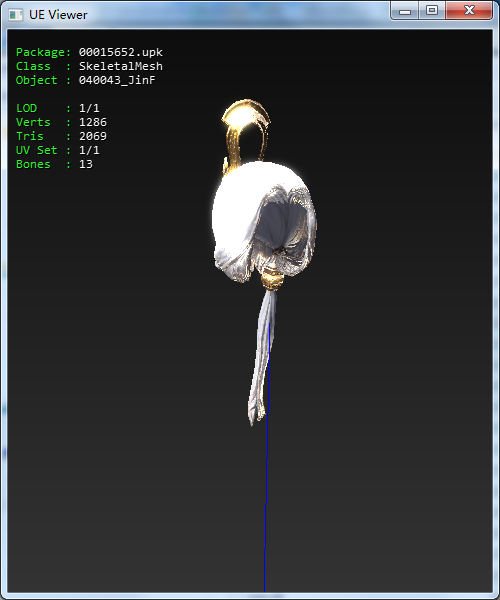 UE Viewer
Package: 00015652.upk
Class  : SkeletalMesh
Object : 040043_JinF
LOD    : 1/1
Verts  : 1286
Tris   : 2069
UV Set : 1/1
Bones  : 13